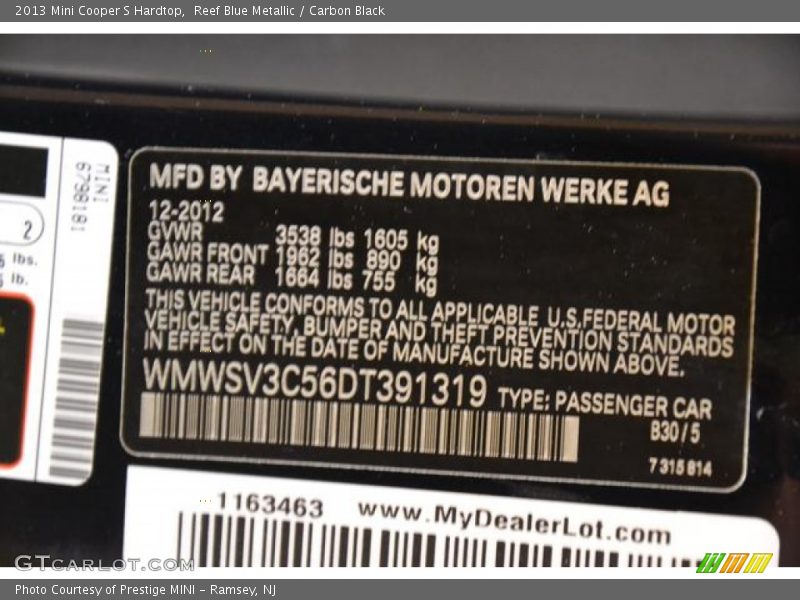 2013 Mini Cooper S Hardtop,  Reef Blue Metallic / Carbon Black
MINI
6798181
2
lbs.
lb.
MFD BY BAYERISCHE MOTOREN WERKE AG
12-2012
GVWR 3538 lbs 1605 kg
GAWR FRONT 1962 lbs 890 kg
GAWR REAR 1664 lbs 755 kg
THIS VEHICLE CONFORMS TO ALL APPLICABLE U.S.FEDERAL MOTOR
VEHICLE SAFETY, BUMPER AND THEFT PREVENTION STANDARDS
IN EFFECT ON THE DATE OF MANUFACTURE SHOWN ABOVE.
WMWSV3C56DT391319 TYPE: PASSENGER CAR
B30/5
7315814
1163463 www.MyDealerLot.com
GTCARLOT.COM
Photo Courtesy of Prestige MINI - Ramsey, NJ